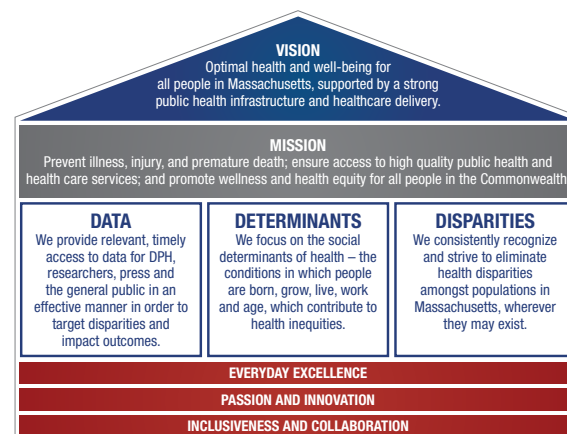 VISION
Optimal health and well-being for
all people in Massachusetts, supported by a strong
public health infrastructure and healthcare delivery.
MISSION
Prevent illness, injury, and premature death; ensure access to high quality public health and
health care services; and promote wellness and health equity for all people in the Commonwealth
DATA
We provide relevant, timely
access to data for DPH,
researchers, press and
the general public in an
effective manner in order to
target disparities and
impact outcomes.
DETERMINANTS
We focus on the social
determinants of health – the
conditions in which people
are born, grow, live, work
and age, which contribute to
health inequities.
DISPARITIES
We consistently recognize
and strive to eliminate
health disparities
amongst populations in
Massachusetts, wherever
they may exist.
EVERYDAY EXCELLENCE
PASSION AND INNOVATION
INCLUSIVENESS AND COLLABORATION